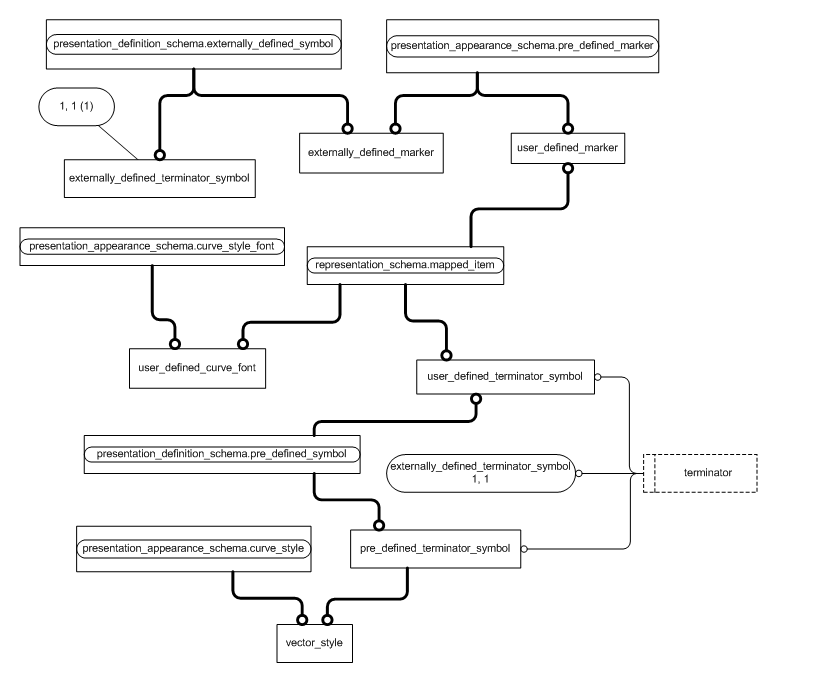 presentation_definition_schema.externally_defined_symbol
presentation_appearance_schema.pre_defined_marker
1, 1 (1)
externally_defined_marker
user_defined_marker
externally_defined_terminator_symbol
presentation_appearance_schema.curve_style_font
representation_schema.mapped_item
user_defined_curve_font
user_defined_terminator_symbol
presentation_definition_schema.pre_defined_symbol
externally_defined_terminator_symbol
1, 1
terminator
presentation_appearance_schema.curve_style
pre_defined_terminator_symbol
vector_style